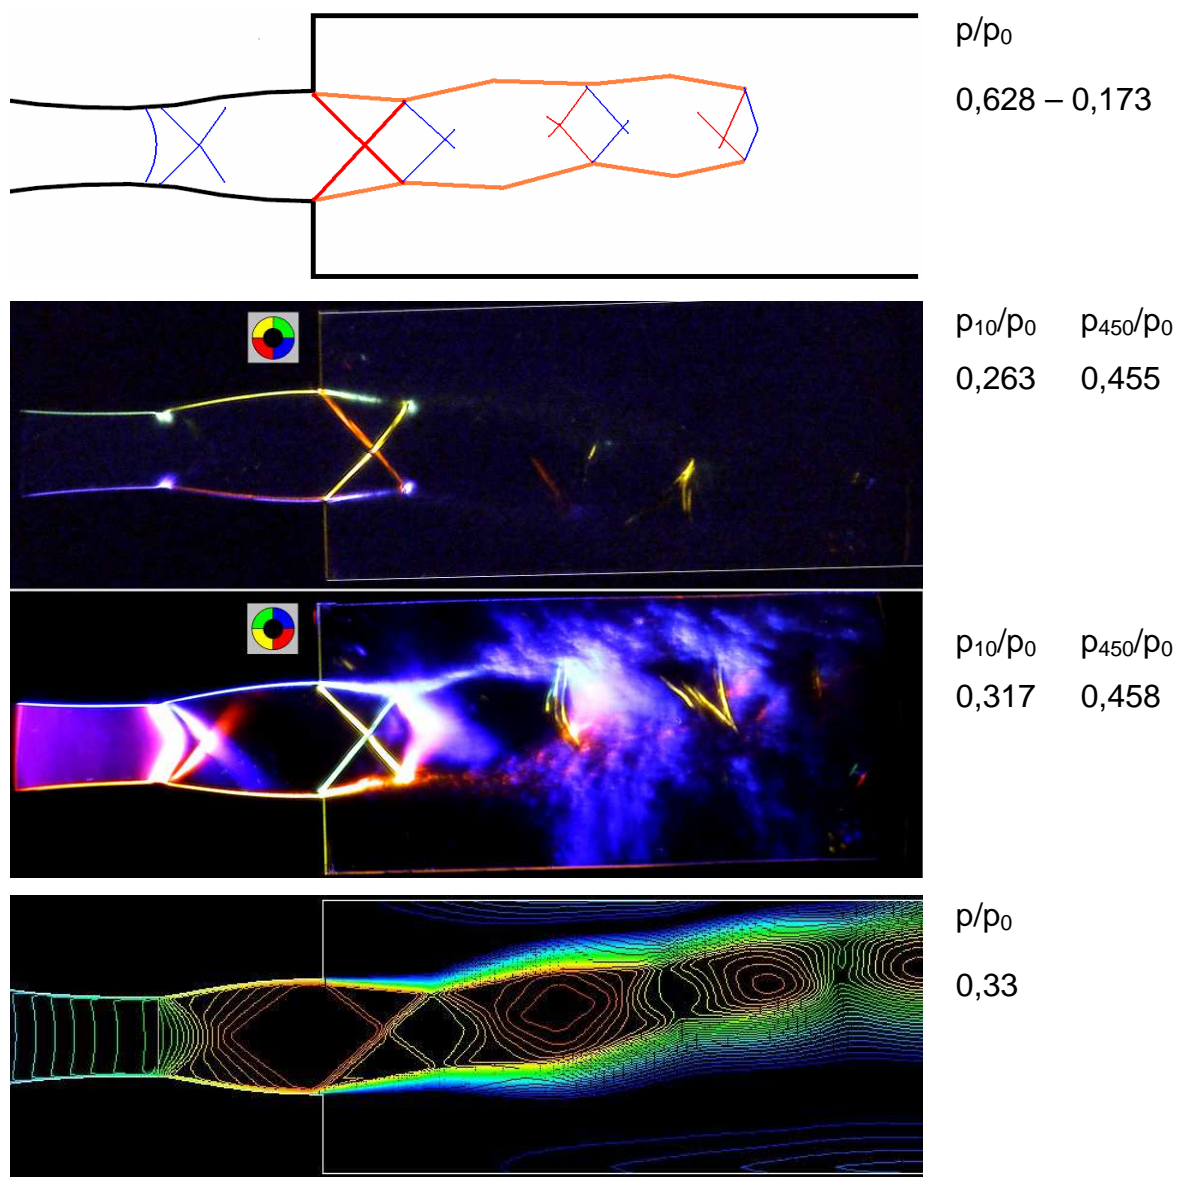 p/p₀
0,628 – 0,173
p₁₀/p₀ p₄₅₀/p₀
0,263 0,455
p₁₀/p₀ p₄₅₀/p₀
0,317 0,458
p/p₀
0,33